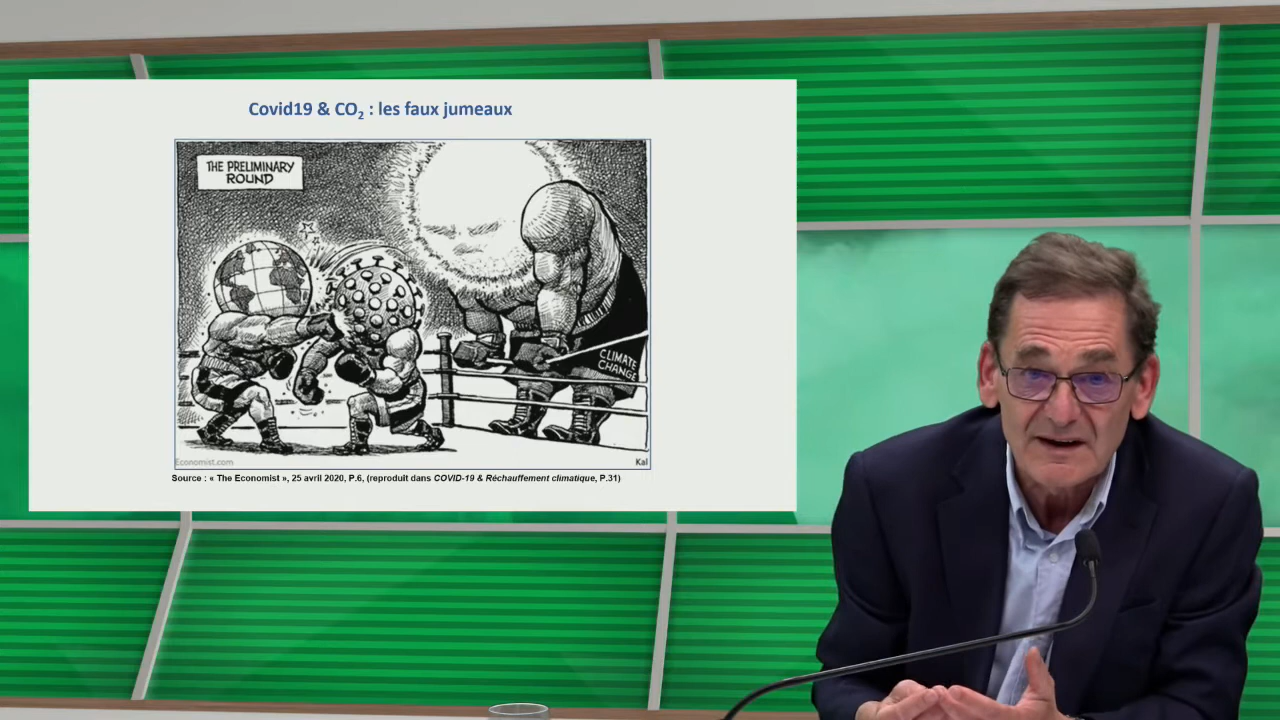 Covid19 & CO₂ : les faux jumeaux
THE PRELIMINARY
ROUND
CLIMATE
CHANGE
Economist.com
Kal
Source : « The Economist », 25 avril 2020, P.6, (reproduit dans COVID-19 & Réchauffement climatique, P.31)